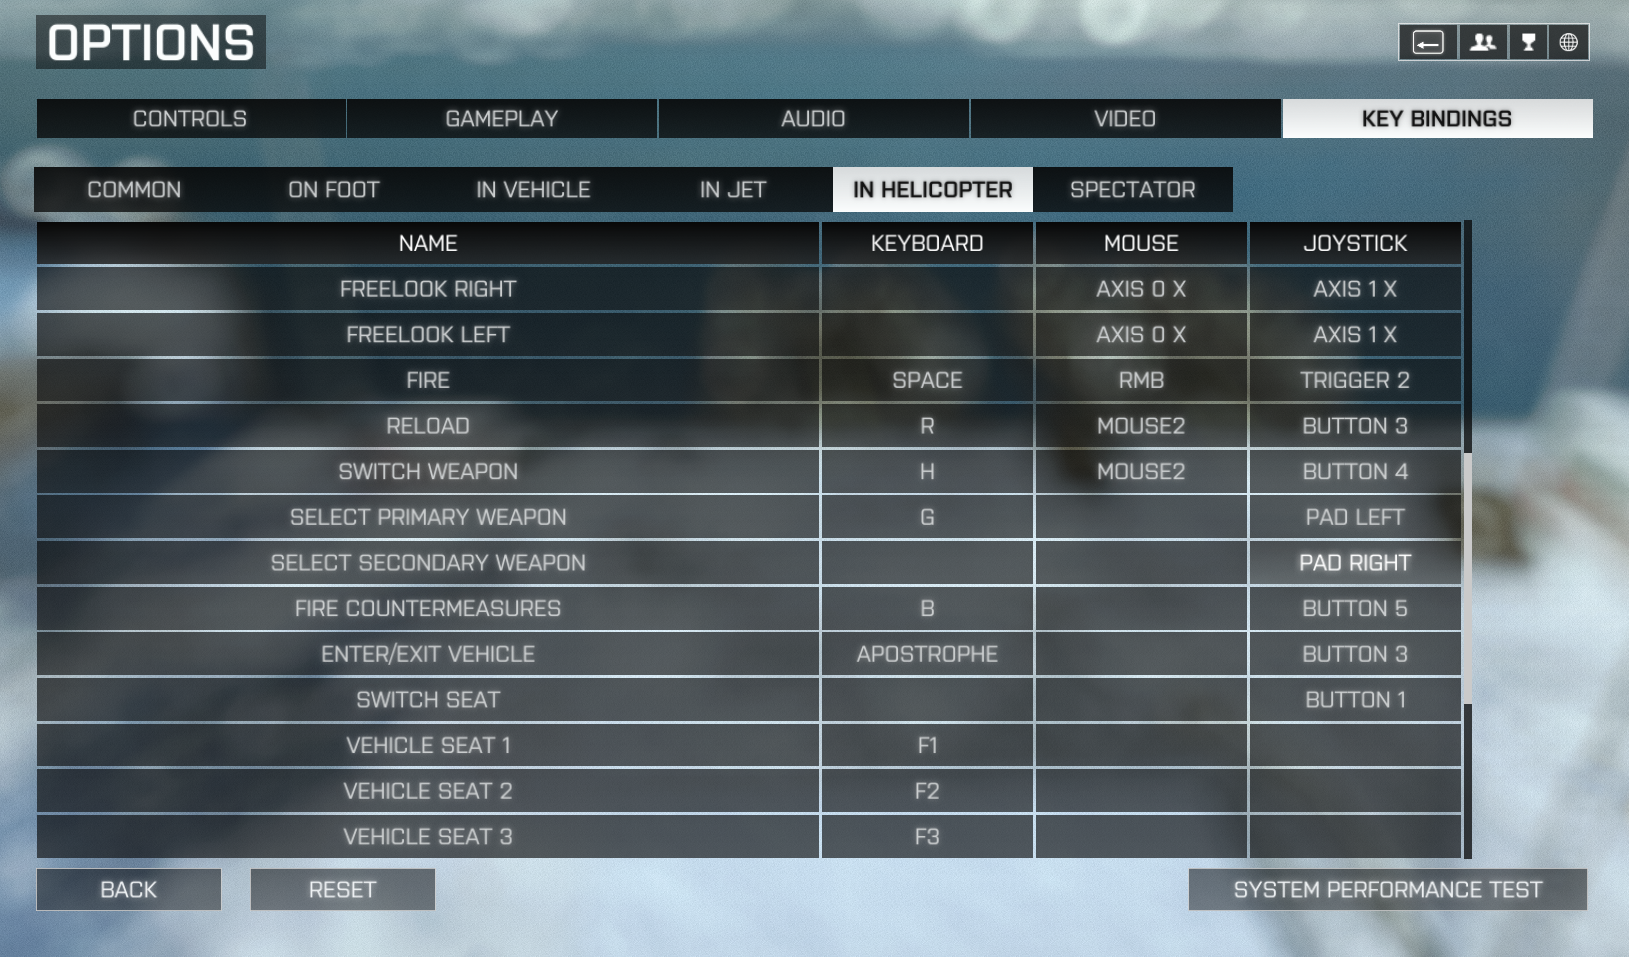 OPTIONS
CONTROLS GAMEPLAY AUDIO VIDEO KEY BINDINGS
COMMON ON FOOT IN VEHICLE IN JET IN HELICOPTER SPECTATOR
NAME KEYBOARD MOUSE JOYSTICK
FREELOOK RIGHT AXIS 0 X AXIS 1 X
FREELOOK LEFT AXIS 0 X AXIS 1 X
FIRE SPACE RMB TRIGGER 2
RELOAD R MOUSE2 BUTTON 3
SWITCH WEAPON H MOUSE2 BUTTON 4
SELECT PRIMARY WEAPON G PAD LEFT
SELECT SECONDARY WEAPON PAD RIGHT
FIRE COUNTERMEASURES B BUTTON 5
ENTER/EXIT VEHICLE APOSTROPHE BUTTON 3
SWITCH SEAT BUTTON 1
VEHICLE SEAT 1 F1
VEHICLE SEAT 2 F2
VEHICLE SEAT 3 F3
BACK RESET SYSTEM PERFORMANCE TEST